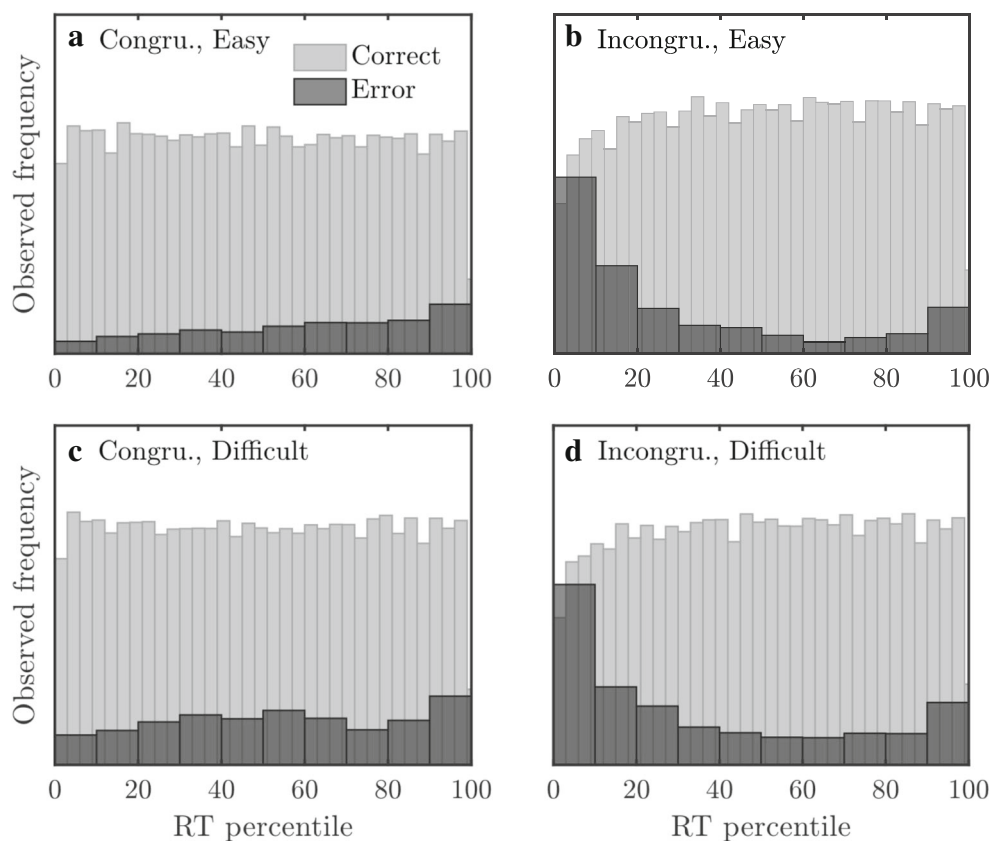 a Congru., Easy
Correct
Error
Observed frequency
0 20 40 60 80 100
b Incongru., Easy
0 20 40 60 80 100
c Congru., Difficult
Observed frequency
0 20 40 60 80 100
RT percentile
d Incongru., Difficult
0 20 40 60 80 100
RT percentile